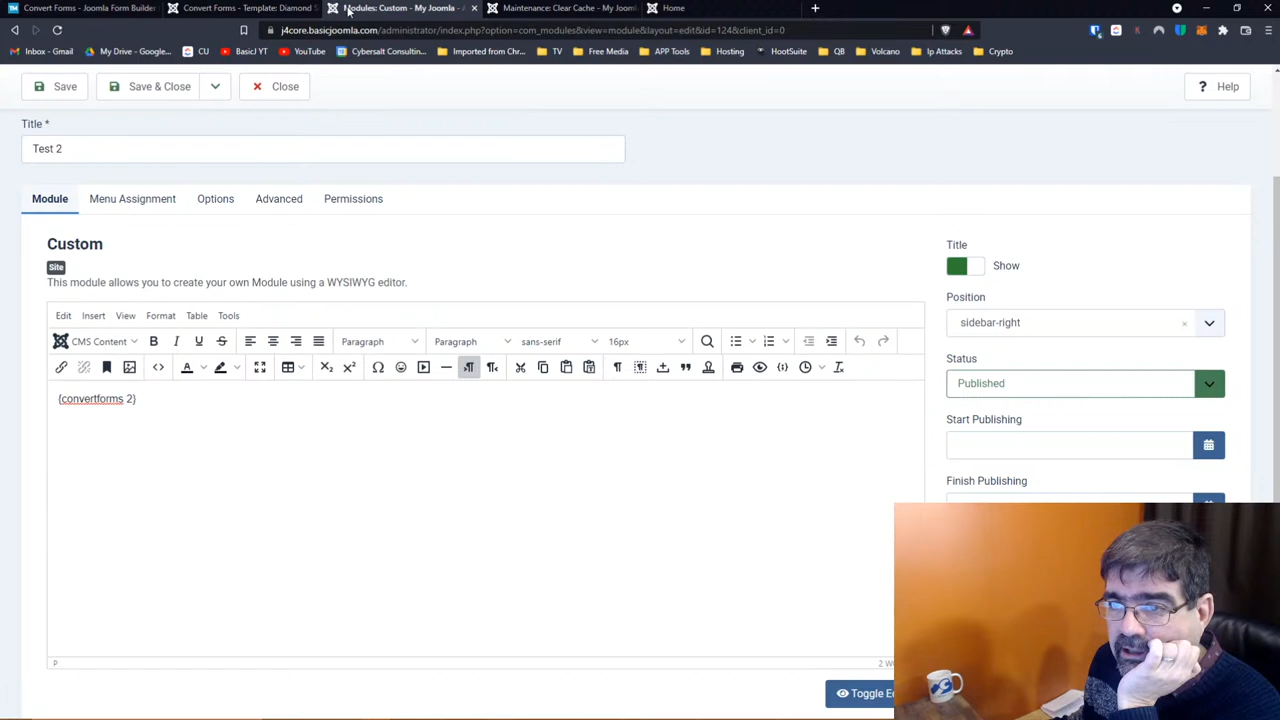 Convert Forms - Joomla Form Builder
Convert Forms - Template: Diamond S
Modules: Custom - My Joomla - A
Maintenance: Clear Cache - My Jooml
Home
j4core.basicjoomla.com/administrator/index.php?option=com_modules&view=module&layout=edit&id=124&client_id=0
Inbox - Gmail
My Drive - Google...
CU
BasicJ YT
YouTube
Cybersalt Consulting...
Imported from Chr...
TV
Free Media
APP Tools
Hosting
HootSuite
QB
Volcano
Ip Attacks
Crypto
Save
Save & Close
Close
Help
Title *
Test 2
Module
Menu Assignment
Options
Advanced
Permissions
Custom
Site
This module allows you to create your own Module using a WYSIWYG editor.
Edit
Insert
View
Format
Table
Tools
CMS Content
Paragraph
Paragraph
sans-serif
16px
{convertforms 2}
P
2 W
Toggle E
Title
Show
Position
sidebar-right
Status
Published
Start Publishing
Finish Publishing